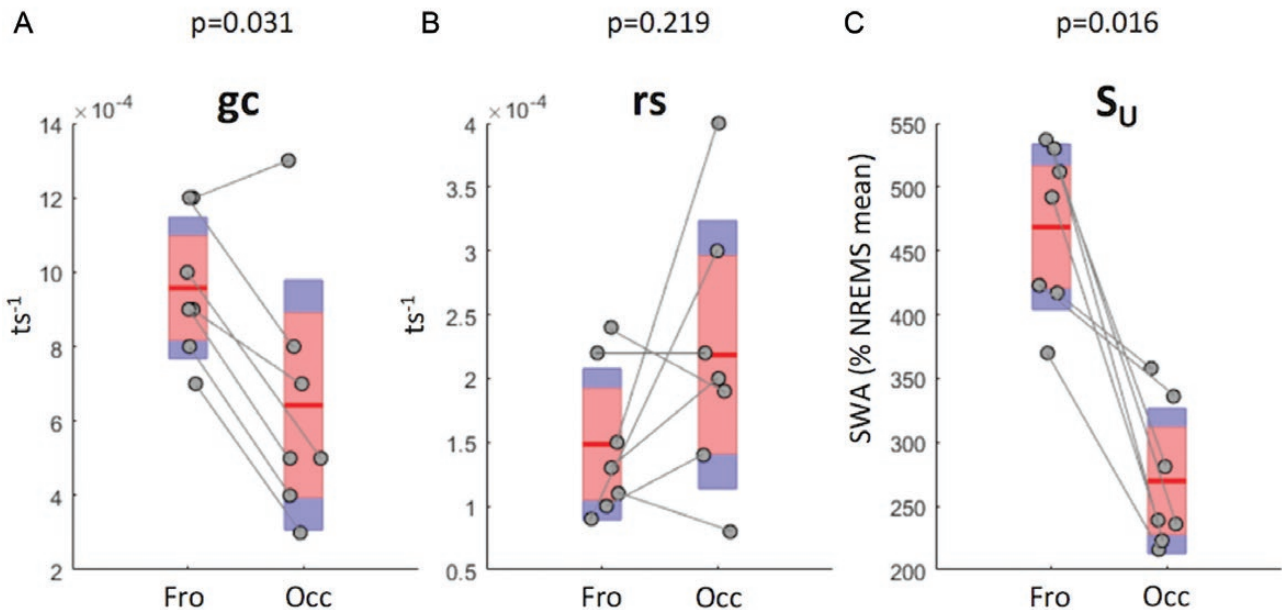 A p=0.031 B p=0.219 C p=0.016
gc rs S_U
× 10⁻⁴ × 10⁻⁴
14 4 550
12 3.5 500
10 3 450
8 2.5 400
6 2 350
4 1.5 300
2 1 250
0.5 200
ts⁻¹ ts⁻¹ SWA (% NREMS mean)
Fro Occ Fro Occ Fro Occ